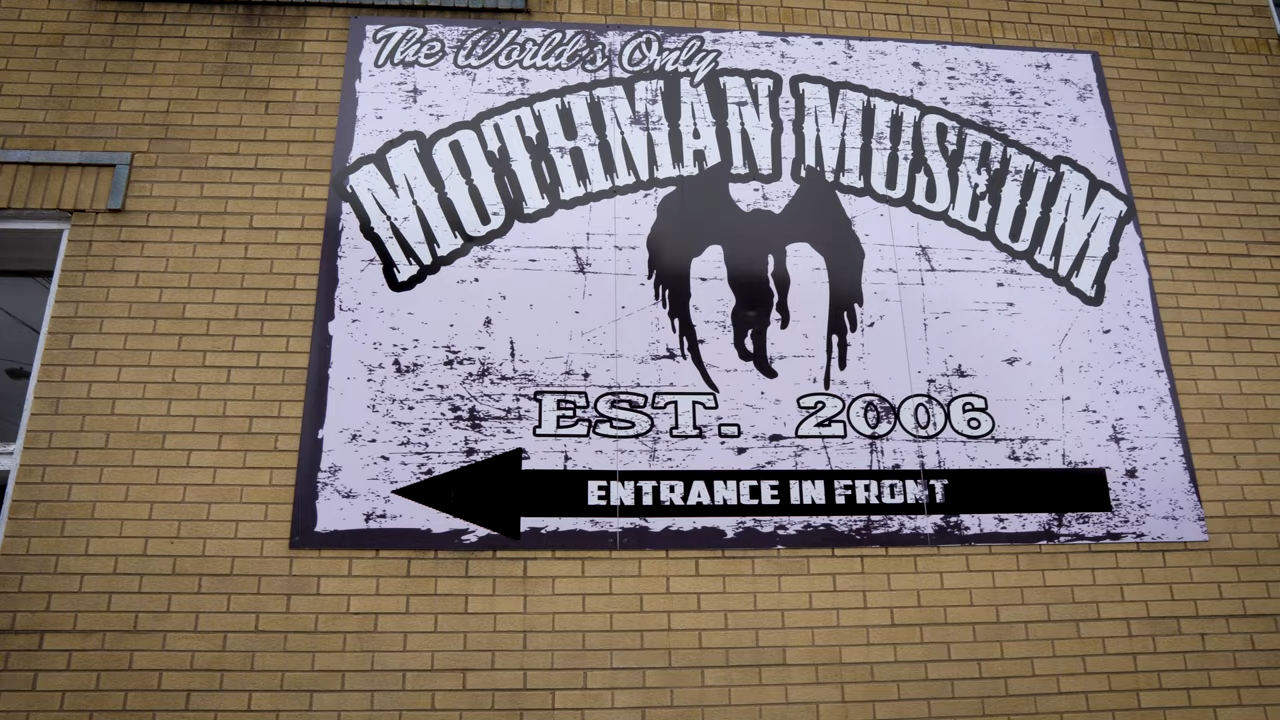 The World's Only
MOTHMAN MUSEUM
EST. 2006
ENTRANCE IN FRONT